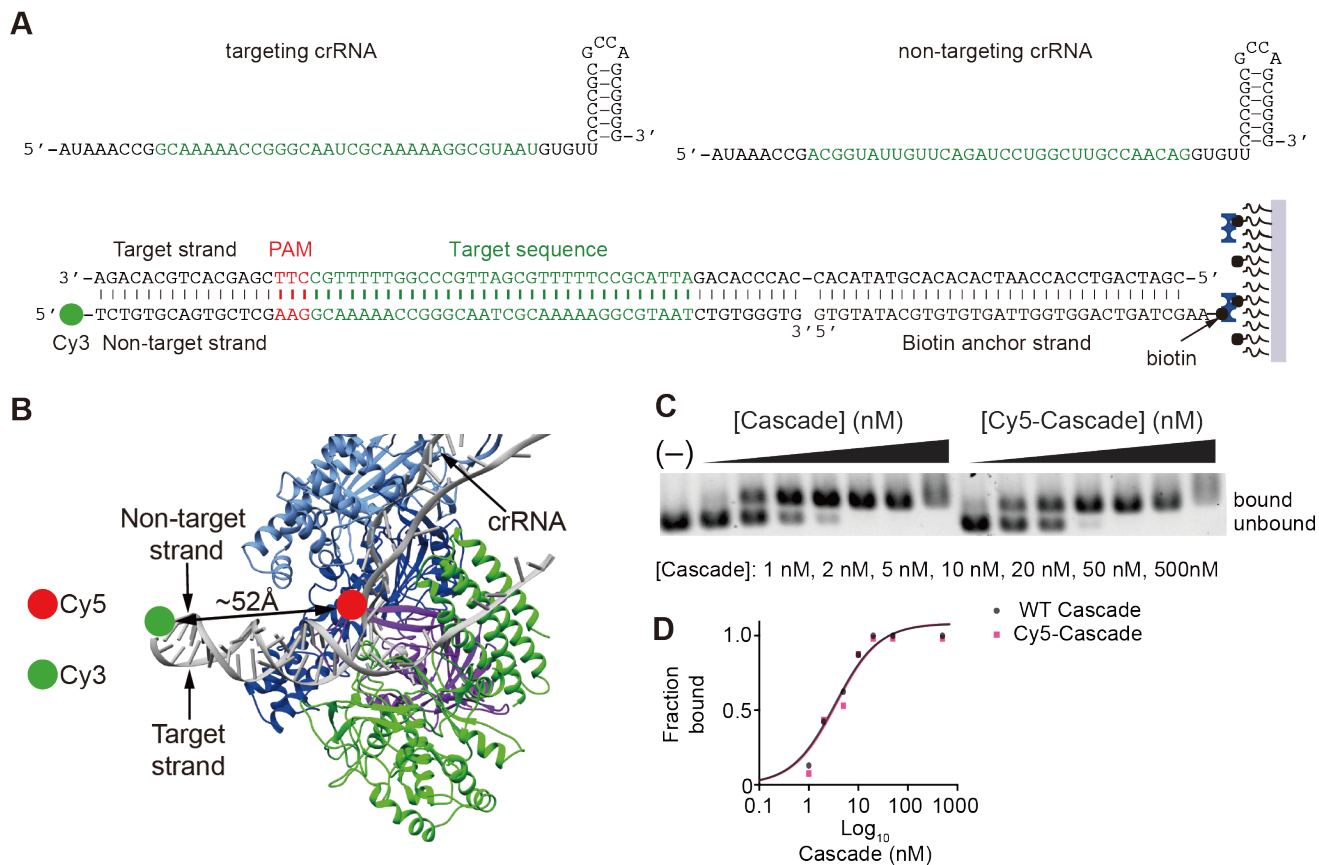 A
targeting crRNA
non-targeting crRNA
5′-AUAAACCGGCAAAAACCGGGCAAUCGCAAAAAGGCGUAAUGUGUUCCCCGCGCCAGCGGGG-3′
5′-AUAAACCGACGGUAUUGUUCAGAUCCUGGCUUGCCAACAGGUGUUCCCCGCGCCAGCGGGG-3′
Target strand
PAM
Target sequence
3′-AGACACGTCACGAGCTTCCGTTTTTGGCCCGTTAGCGTTTTTCCGCATTAGACACCCAC-CACATATGCACACACTAACCACCTGACTAGC-5′
5′-TCTGTGCAGTGCTCGAAGGCAAAAACCGGGCAATCGCAAAAAGGCGTAATCTGTGGGTG GTGTATACGTGTGTGATTGGTGGACTGATCGAA
3′5′
Cy3 Non-target strand
Biotin anchor strand
biotin
B
Non-target
strand
crRNA
~52Å
Cy5
Cy3
Target
strand
C
[Cascade] (nM)
[Cy5-Cascade] (nM)
(–)
bound
unbound
[Cascade]: 1 nM, 2 nM, 5 nM, 10 nM, 20 nM, 50 nM, 500nM
D
WT Cascade
Cy5-Cascade
1.0
0.5
0
Fraction
bound
0.1 1 10 100 1000
Log10
Cascade (nM)